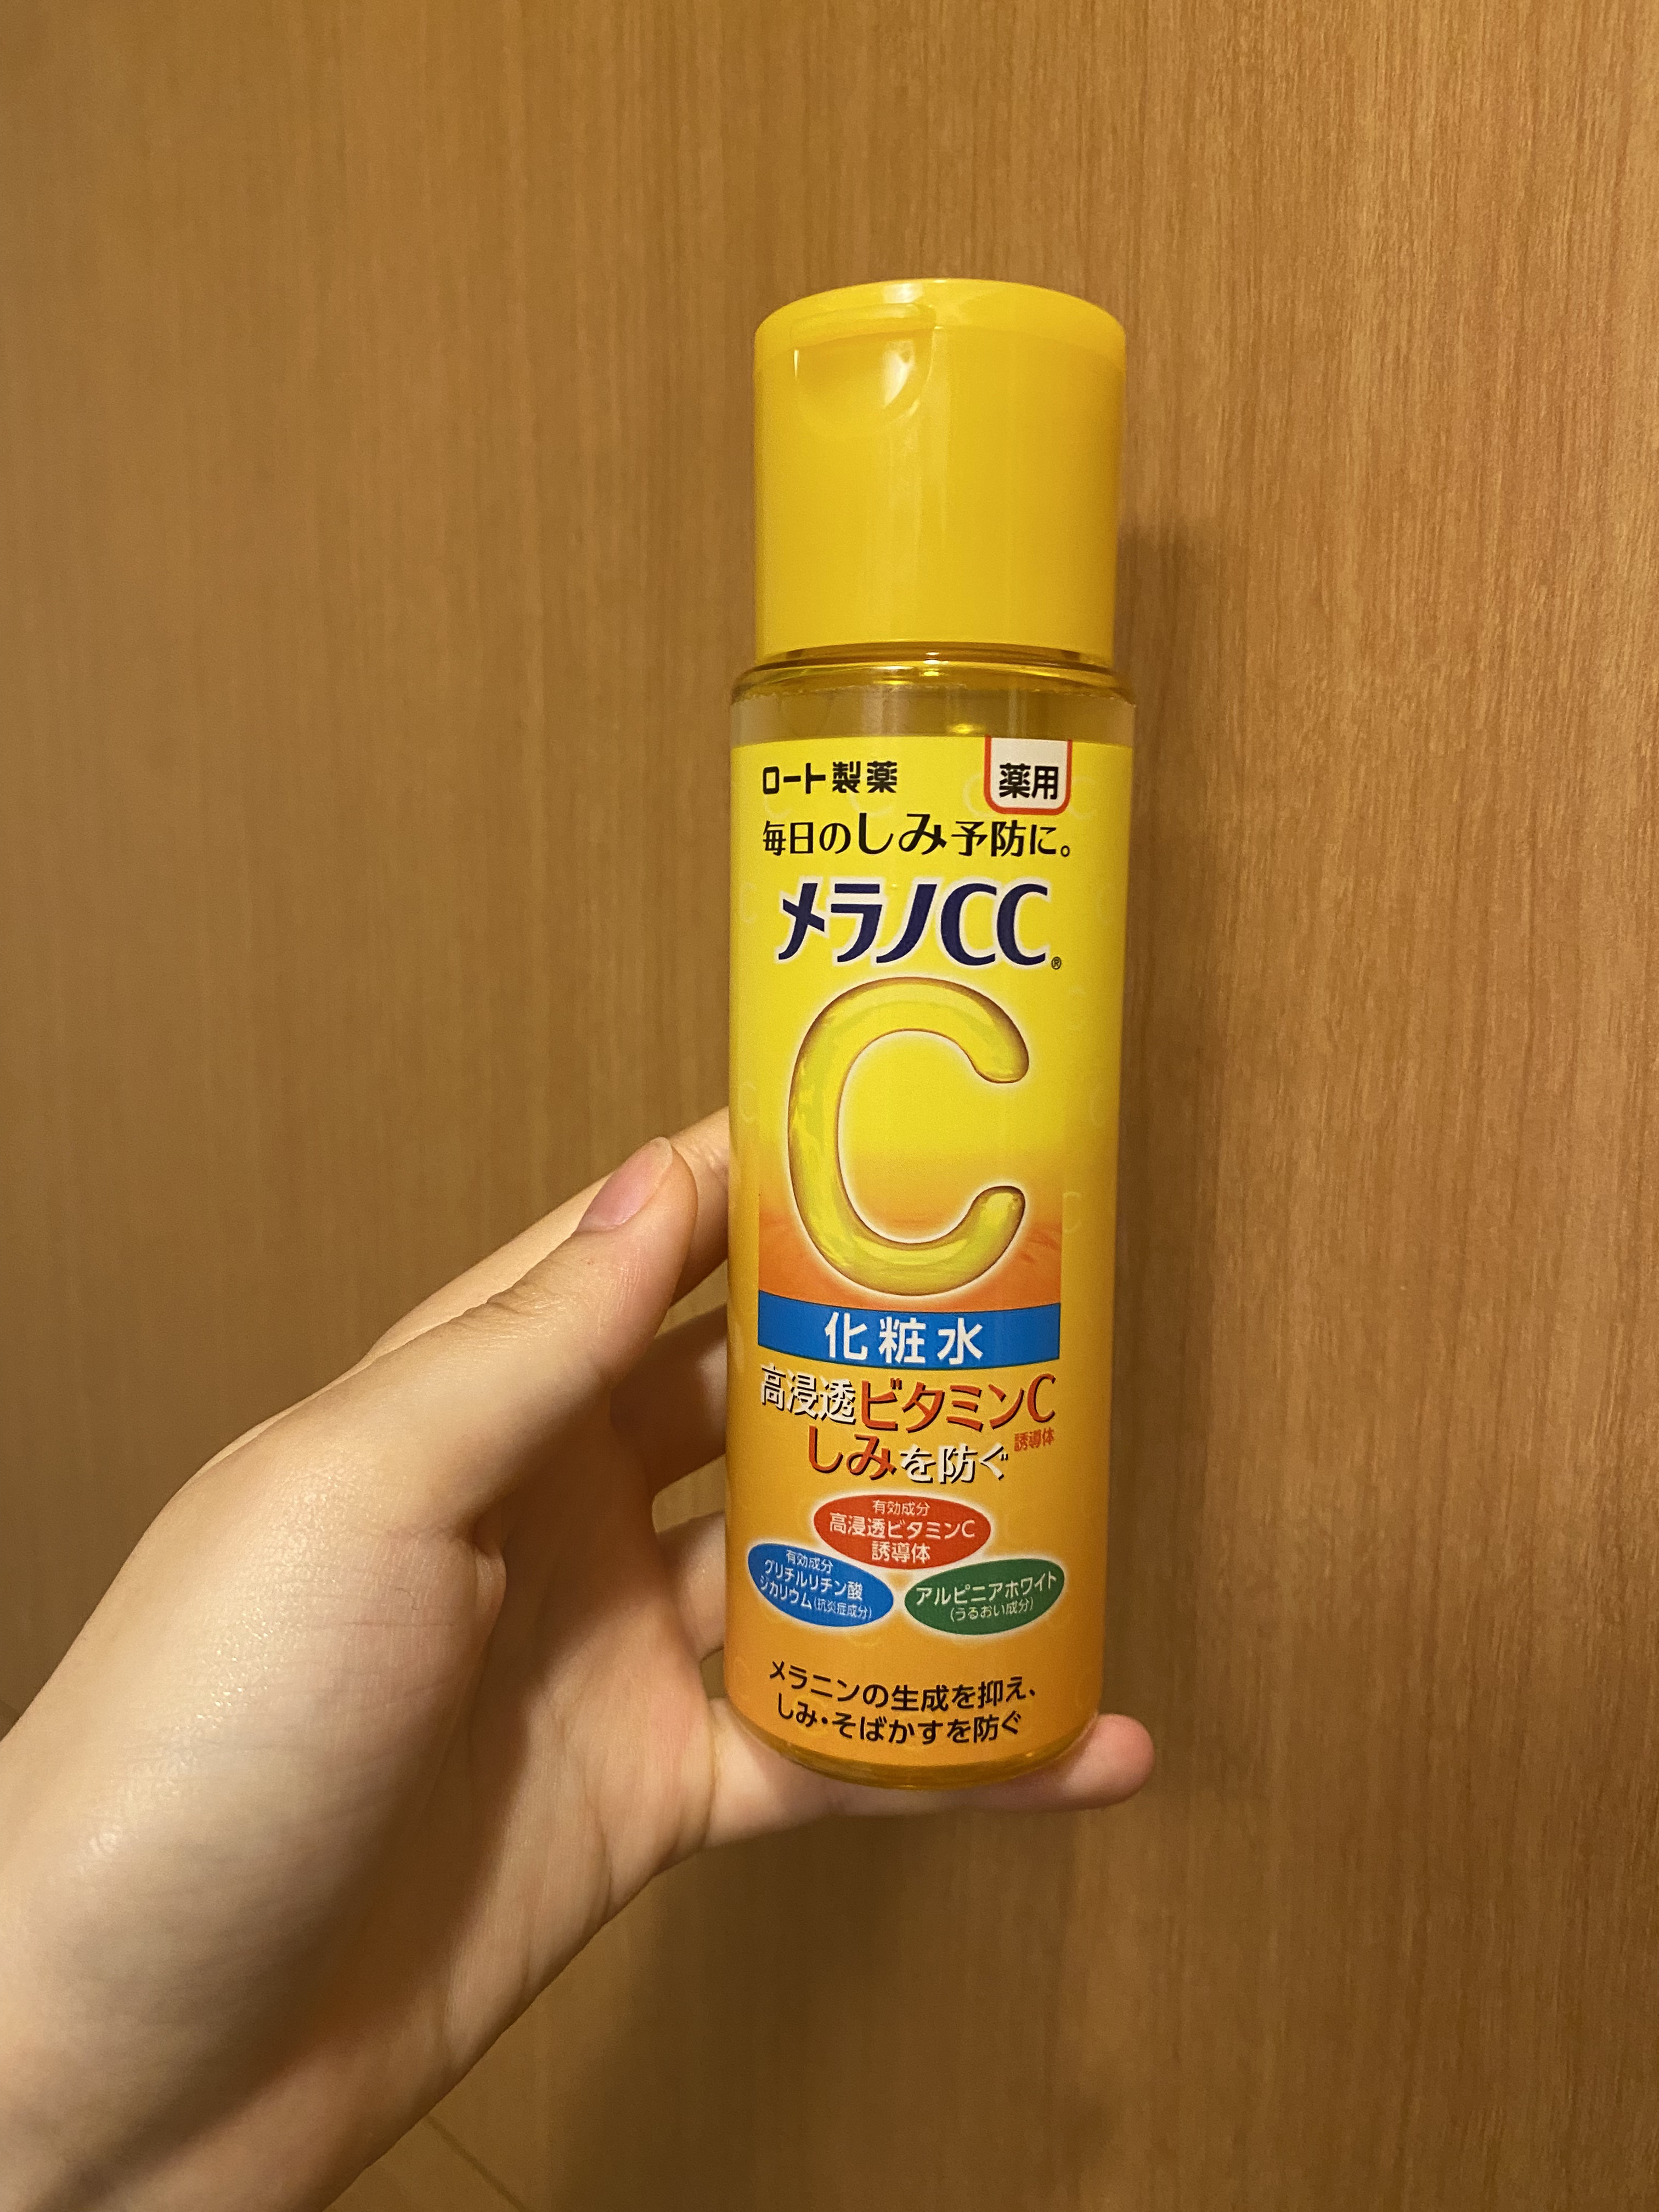 ロート製薬
薬用
毎日のしみ予防に。
メラノCC®
C
化粧水
高浸透ビタミンC
誘導体
しみを防ぐ
有効成分
高浸透ビタミンC
誘導体
有効成分
グリチルリチン酸
ジカリウム(抗炎症成分)
アルピニアホワイト
(うるおい成分)
メラニンの生成を抑え、
しみ・そばかすを防ぐ